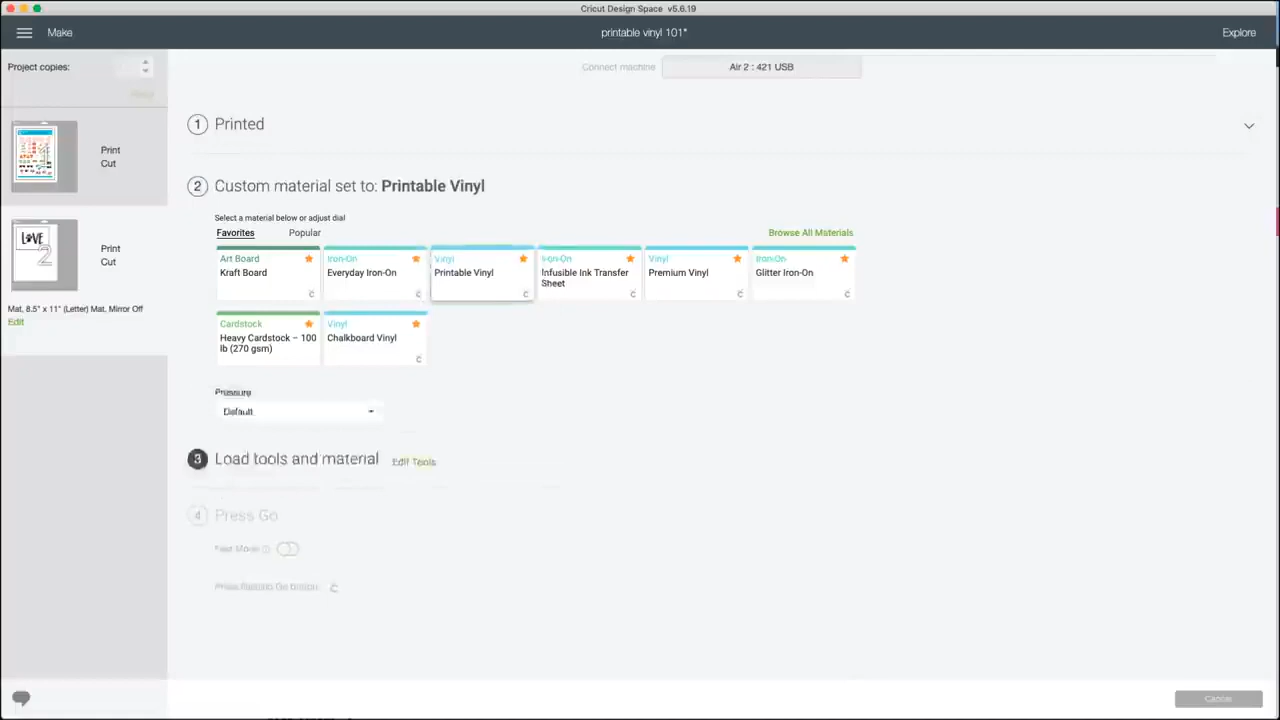 Cricut Design Space v5.6.19
Make
printable vinyl 101*
Explore
Project copies:
Connect machine
Air 2 : 421 USB
1 Printed
Print
Cut
2 Custom material set to: Printable Vinyl
Select a material below or adjust dial
Favorites
Popular
Browse All Materials
Art Board
Kraft Board
Iron-On
Everyday Iron-On
Vinyl
Printable Vinyl
Iron-On
Infusible Ink Transfer
Sheet
Vinyl
Premium Vinyl
Iron-On
Glitter Iron-On
Cardstock
Heavy Cardstock – 100
lb (270 gsm)
Vinyl
Chalkboard Vinyl
LOVE
2
Print
Cut
Mat, 8.5" x 11" (Letter) Mat, Mirror Off
Edit
Pressure
Default
3 Load tools and material
Edit Tools
4 Press Go
Fast Mode
Cancel